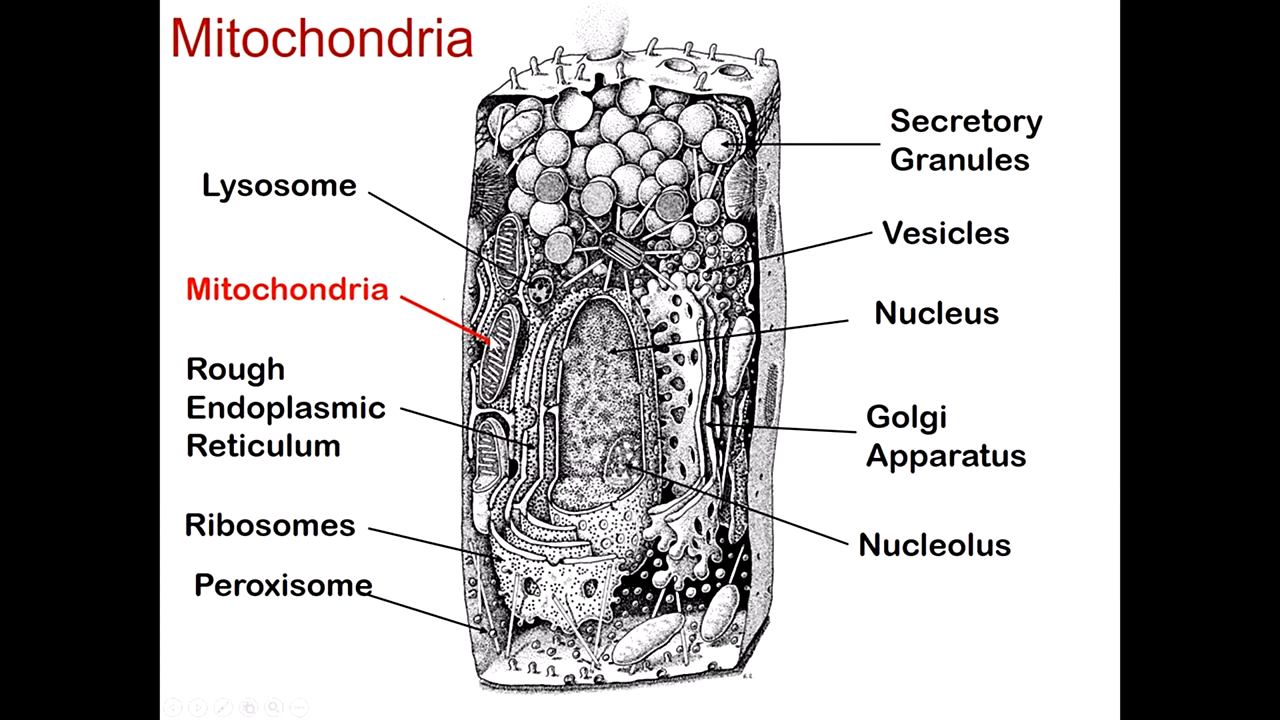 Mitochondria
Lysosome
Mitochondria
Rough
Endoplasmic
Reticulum
Ribosomes
Peroxisome
Secretory
Granules
Vesicles
Nucleus
Golgi
Apparatus
Nucleolus